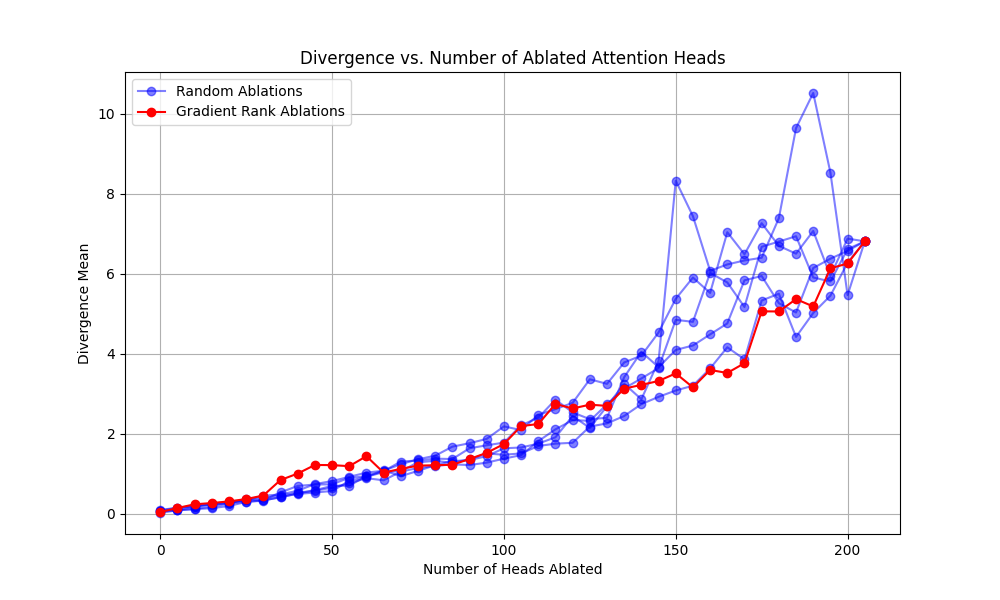 Divergence vs. Number of Ablated Attention Heads
Random Ablations
Gradient Rank Ablations
10
8
6
4
2
0
Divergence Mean
0 50 100 150 200
Number of Heads Ablated